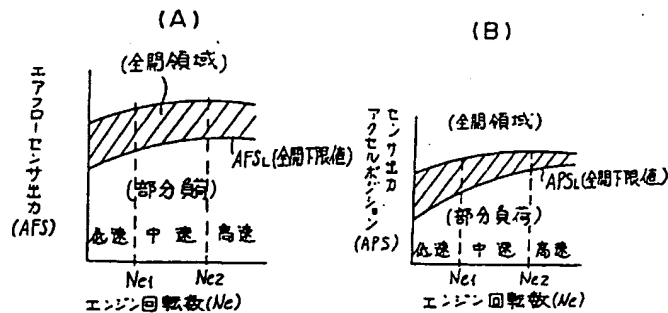 (A)
(全開領域)
エアフローセンサ出力
(AFS)
AFSL(全開下限値)
(部分負荷)
低速 中速 高速
Ne1 Ne2
エンジン回転数(Ne)
(B)
(全開領域)
センサ出力
アクセルポジション
(APS)
APSL(全開下限値)
(部分負荷)
低速 中速 高速
Ne1 Ne2
エンジン回転数(Ne)